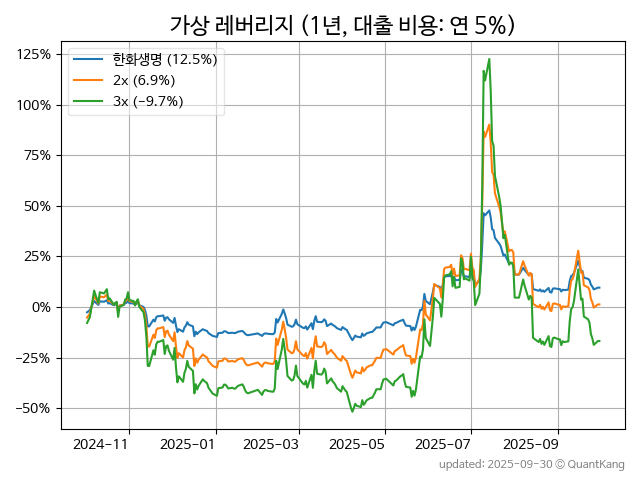 가상 레버리지 (1년, 대출 비용: 연 5%)
125%
100%
75%
50%
25%
0%
−25%
−50%
한화생명 (12.5%)
2x (6.9%)
3x (-9.7%)
2024-11
2025-01
2025-03
2025-05
2025-07
2025-09
updated: 2025-09-30 © QuantKang